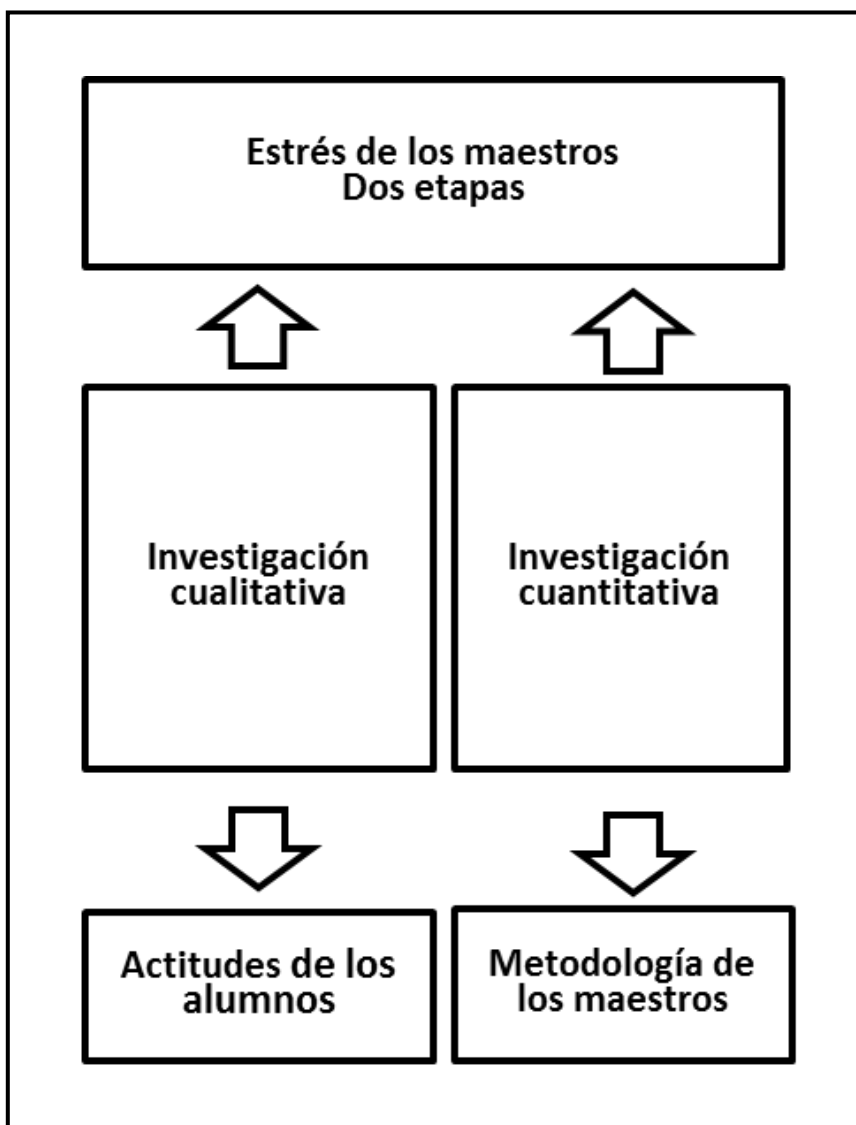 Estrés de los maestros
Dos etapas
Investigación
cualitativa
Investigación
cuantitativa
Actitudes de los
alumnos
Metodología de
los maestros